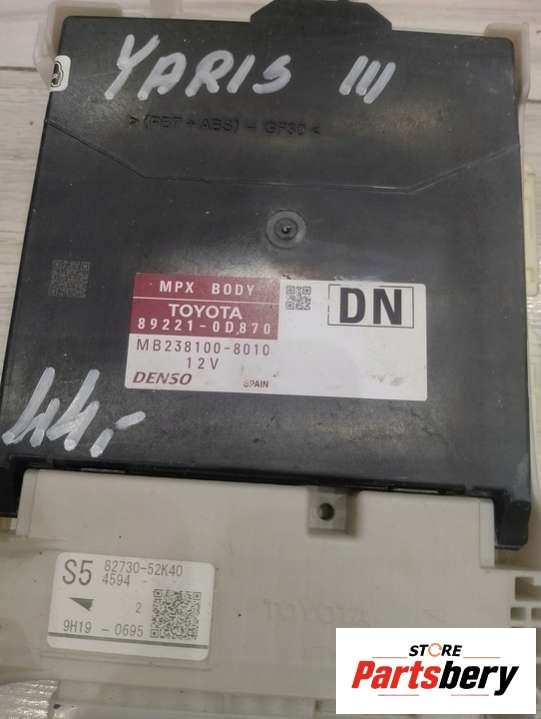 YARIS III
>(PBT+ABS)-GF30<
MPX BODY
TOYOTA
89221-0D870
MB238100-8010
12V
DENSO
SPAIN
DN
44,-
S5
82730-52K40
4594 -
2
9H19 - 0695
STORE
Partsbery